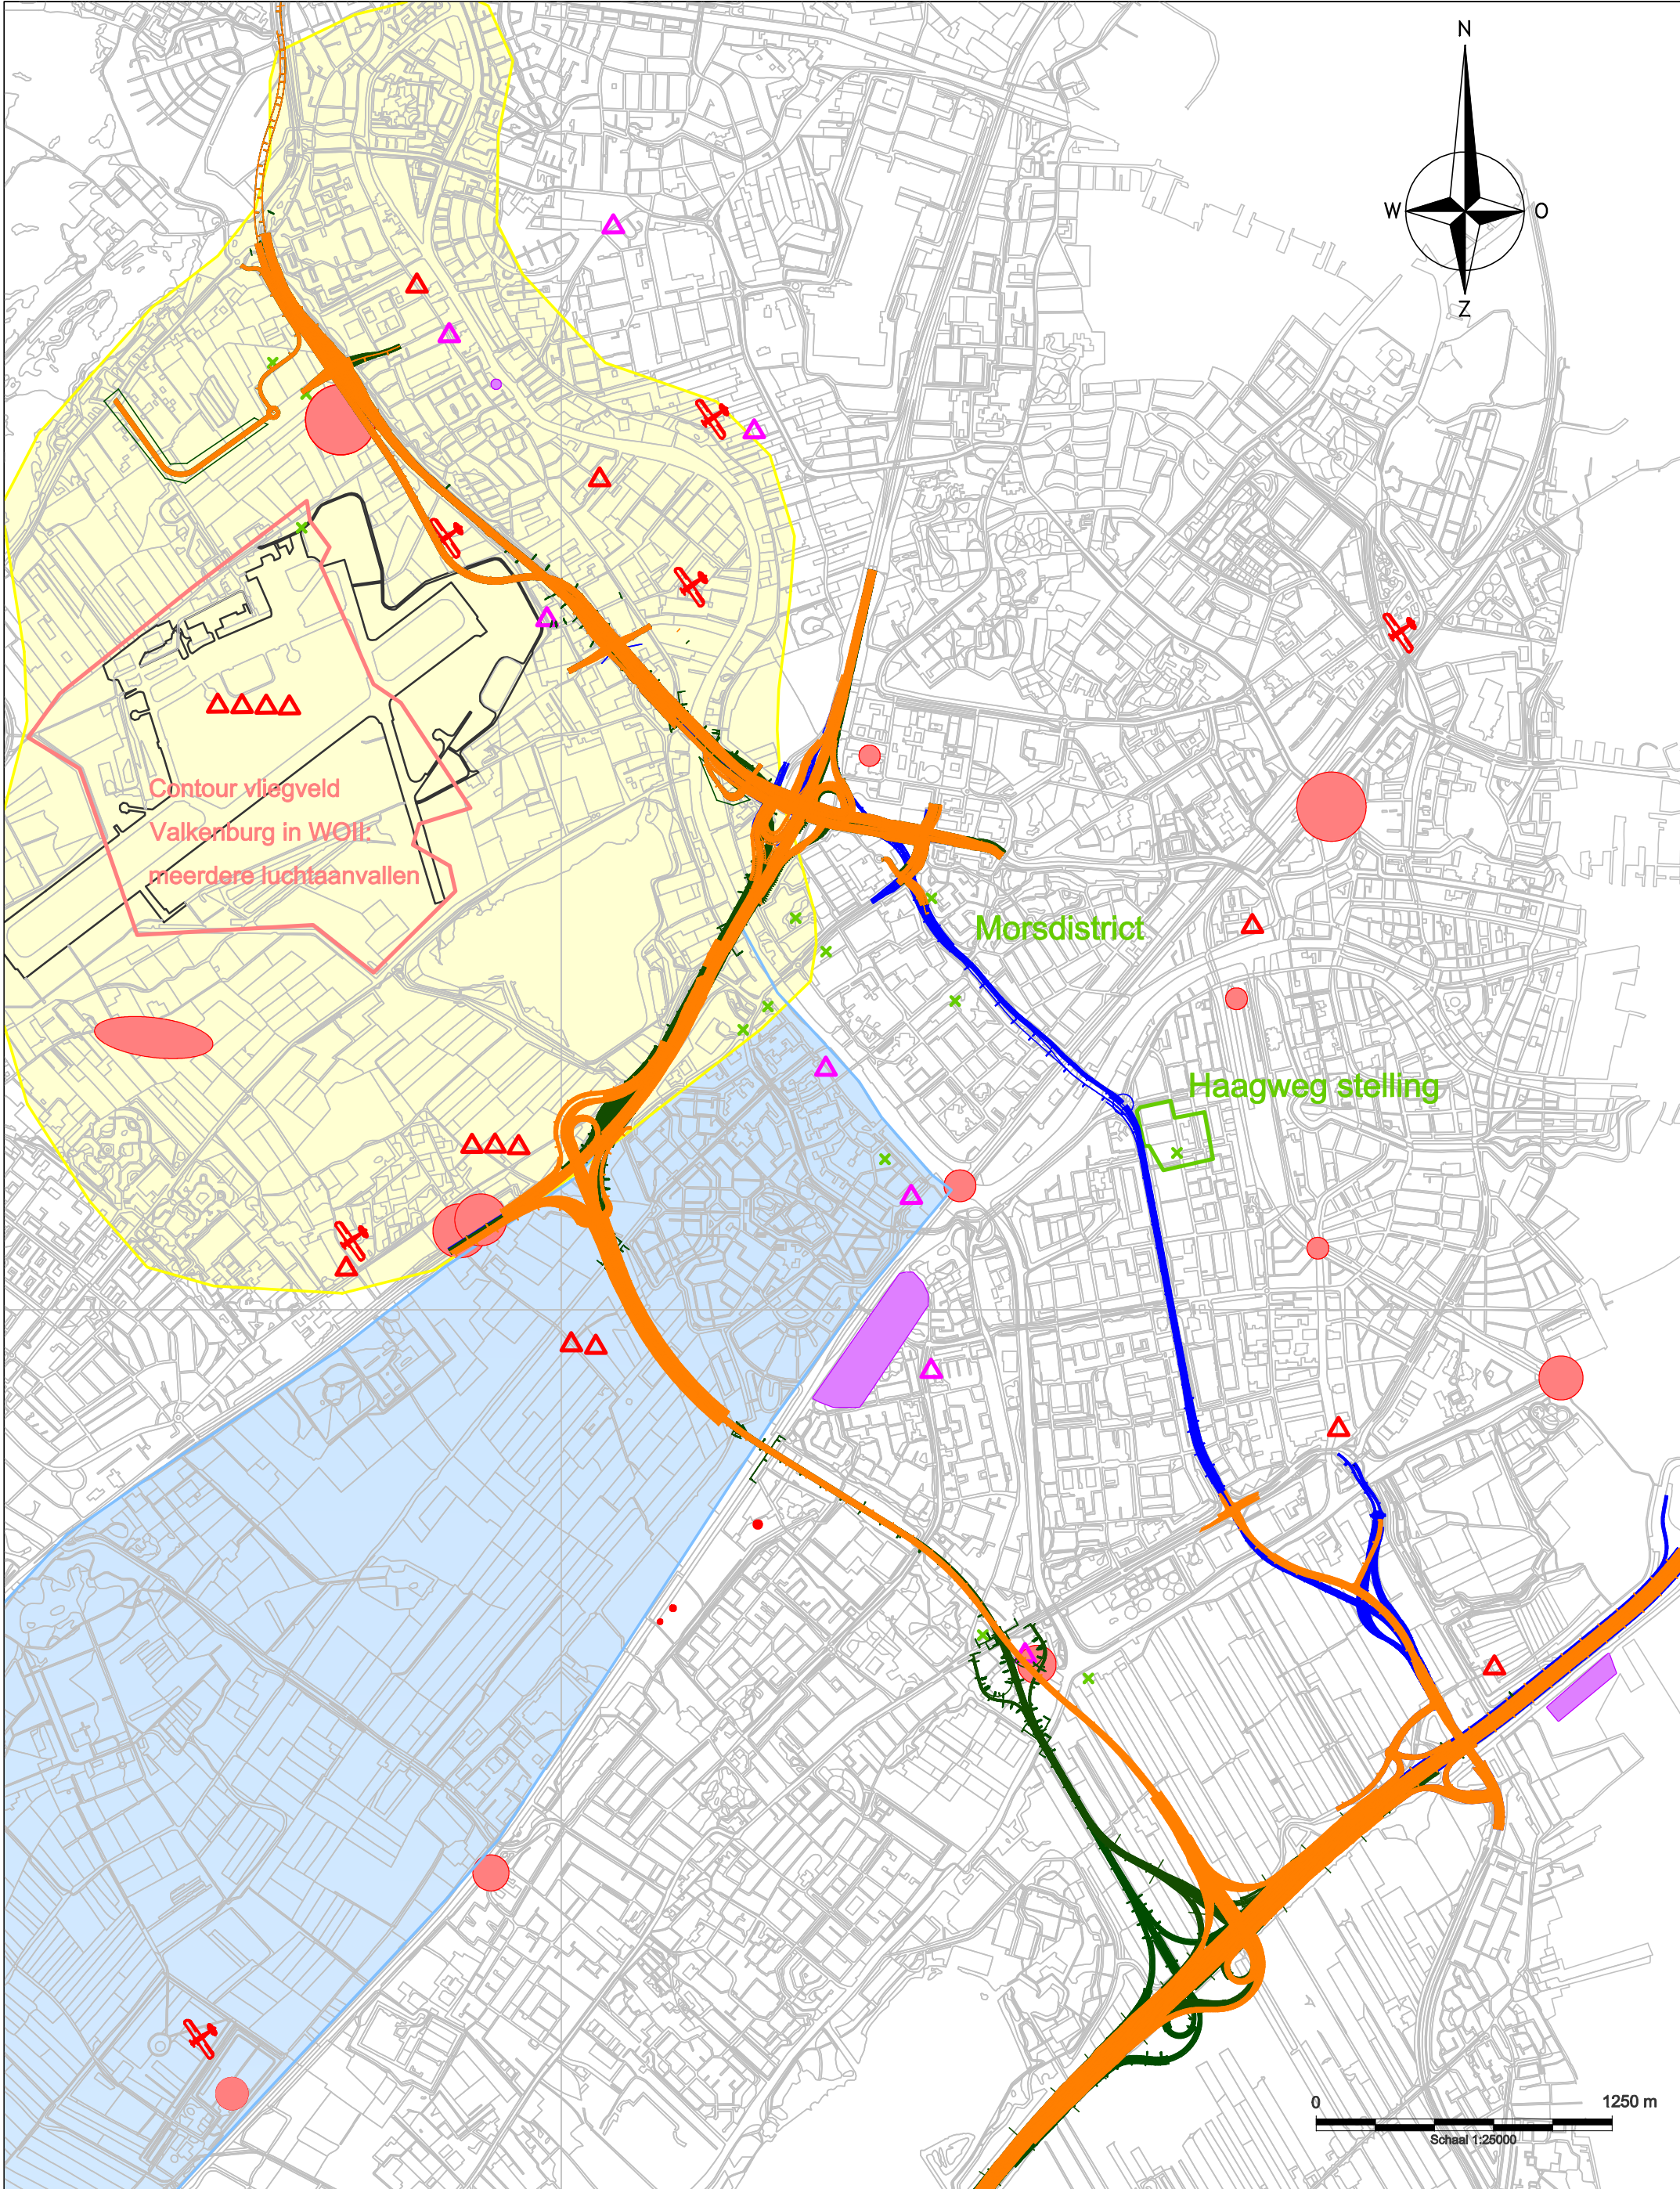 N
W O
Z
Contour vliegveld
Valkenburg in WOII:
meerdere luchtaanvallen
Morsdistrict
Haagweg stelling
0 1250 m
Schaal 1:25000